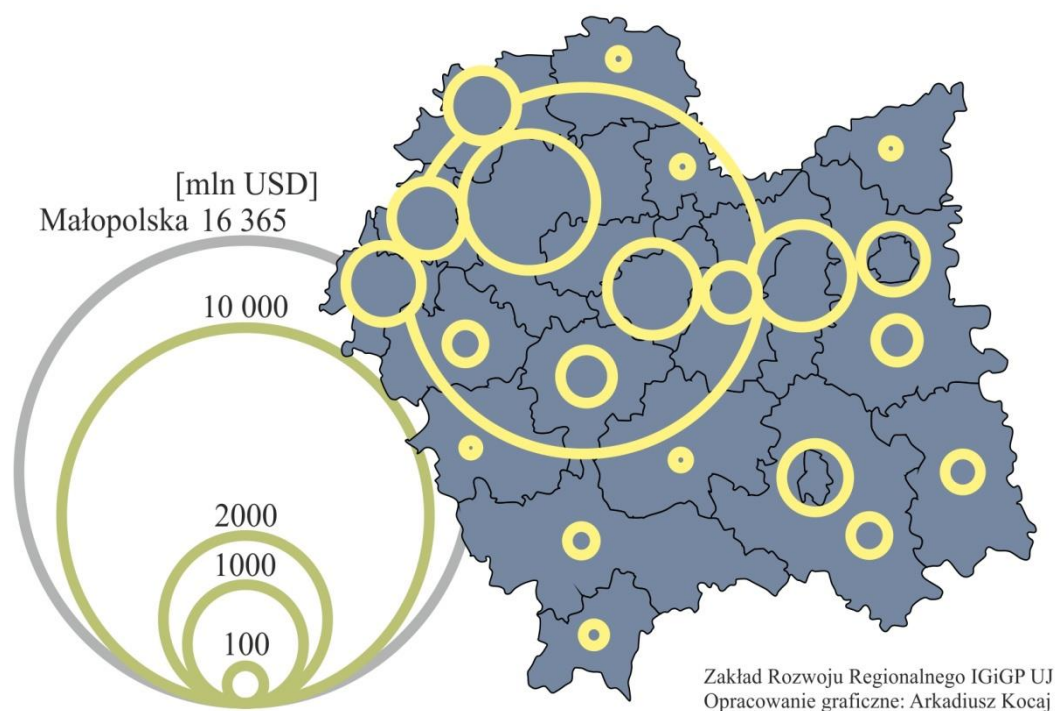 [mln USD]
Małopolska 16 365
10 000
2000
1000
100
Zakład Rozwoju Regionalnego IGiGP UJ
Opracowanie graficzne: Arkadiusz Kocaj